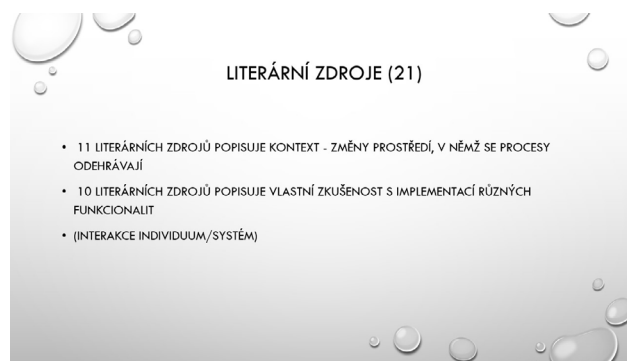 LITERÁRNÍ ZDROJE (21)
• 11 LITERÁRNÍCH ZDROJŮ POPISUJE KONTEXT - ZMĚNY PROSTŘEDÍ, V NĚMŽ SE PROCESY
ODEHRÁVAJÍ
• 10 LITERÁRNÍCH ZDROJŮ POPISUJE VLASTNÍ ZKUŠENOST S IMPLEMENTACÍ RŮZNÝCH
FUNKCIONALIT
• (INTERAKCE INDIVIDUUM/SYSTÉM)